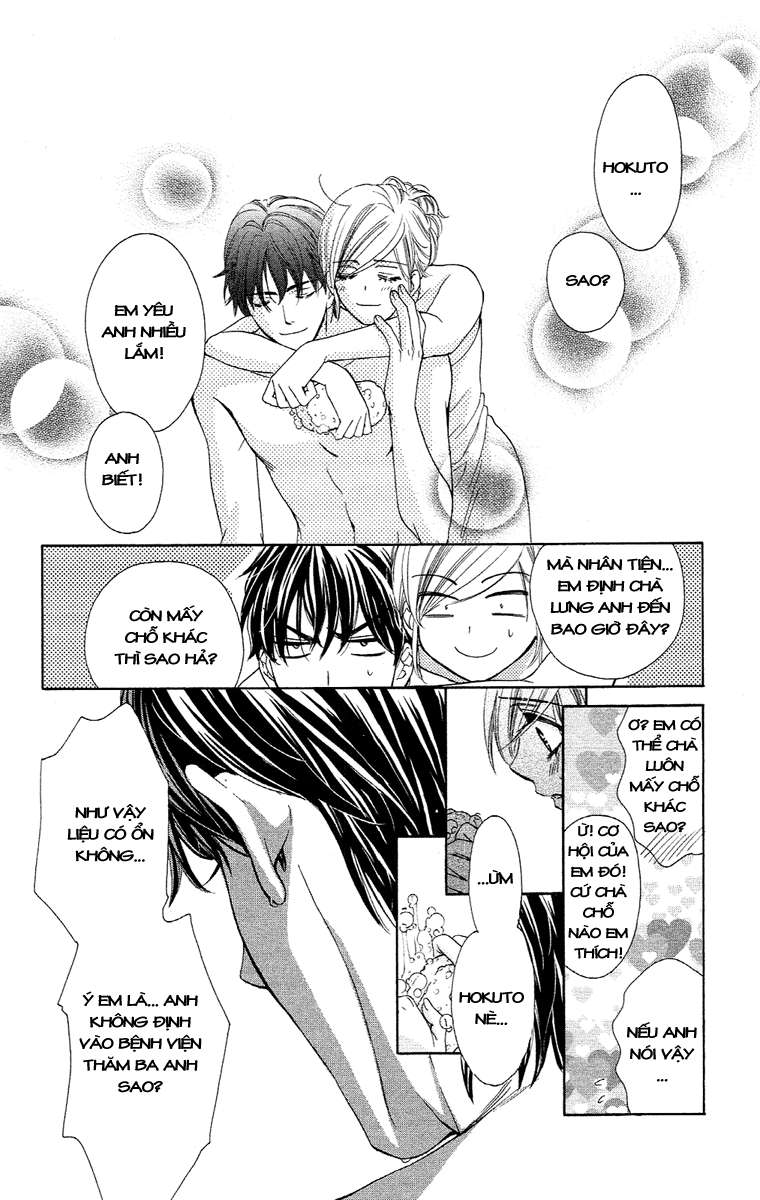 HOKUTO
...
SAO?
EM YÊU
ANH NHIỀU
LẮM!
ANH
BIẾT!
MÀ NHÂN TIỆN...
EM ĐỊNH CHÀ
LƯNG ANH ĐẾN
BAO GIỜ ĐÂY?
CÒN MẤY
CHỖ KHÁC
THÌ SAO HẢ?
Ơ? EM CÓ
THỂ CHÀ
LUÔN
MẤY CHỖ
KHÁC
SAO?
Ừ! CƠ
HỘI CỦA
EM ĐÓ!
CỨ CHÀ
CHỖ
NÀO EM
THÍCH!
NẾU ANH
NÓI VẬY
...
...ỪM
HOKUTO
NÈ...
NHƯ VẬY
LIỆU CÓ ỔN
KHÔNG...
Ý EM LÀ... ANH
KHÔNG ĐỊNH
VÀO BỆNH VIỆN
THĂM BA ANH
SAO?